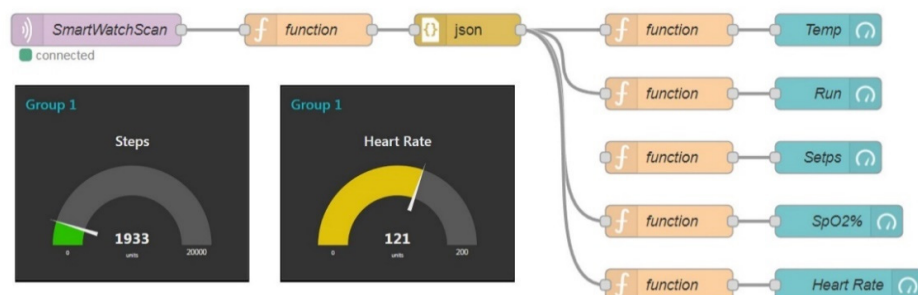 SmartWatchScan
function
json
function
Temp
connected
function
Run
Group 1
Steps
1933
units
0
20000
Group 1
Heart Rate
121
units
0
200
function
Setps
function
SpO2%
function
Heart Rate